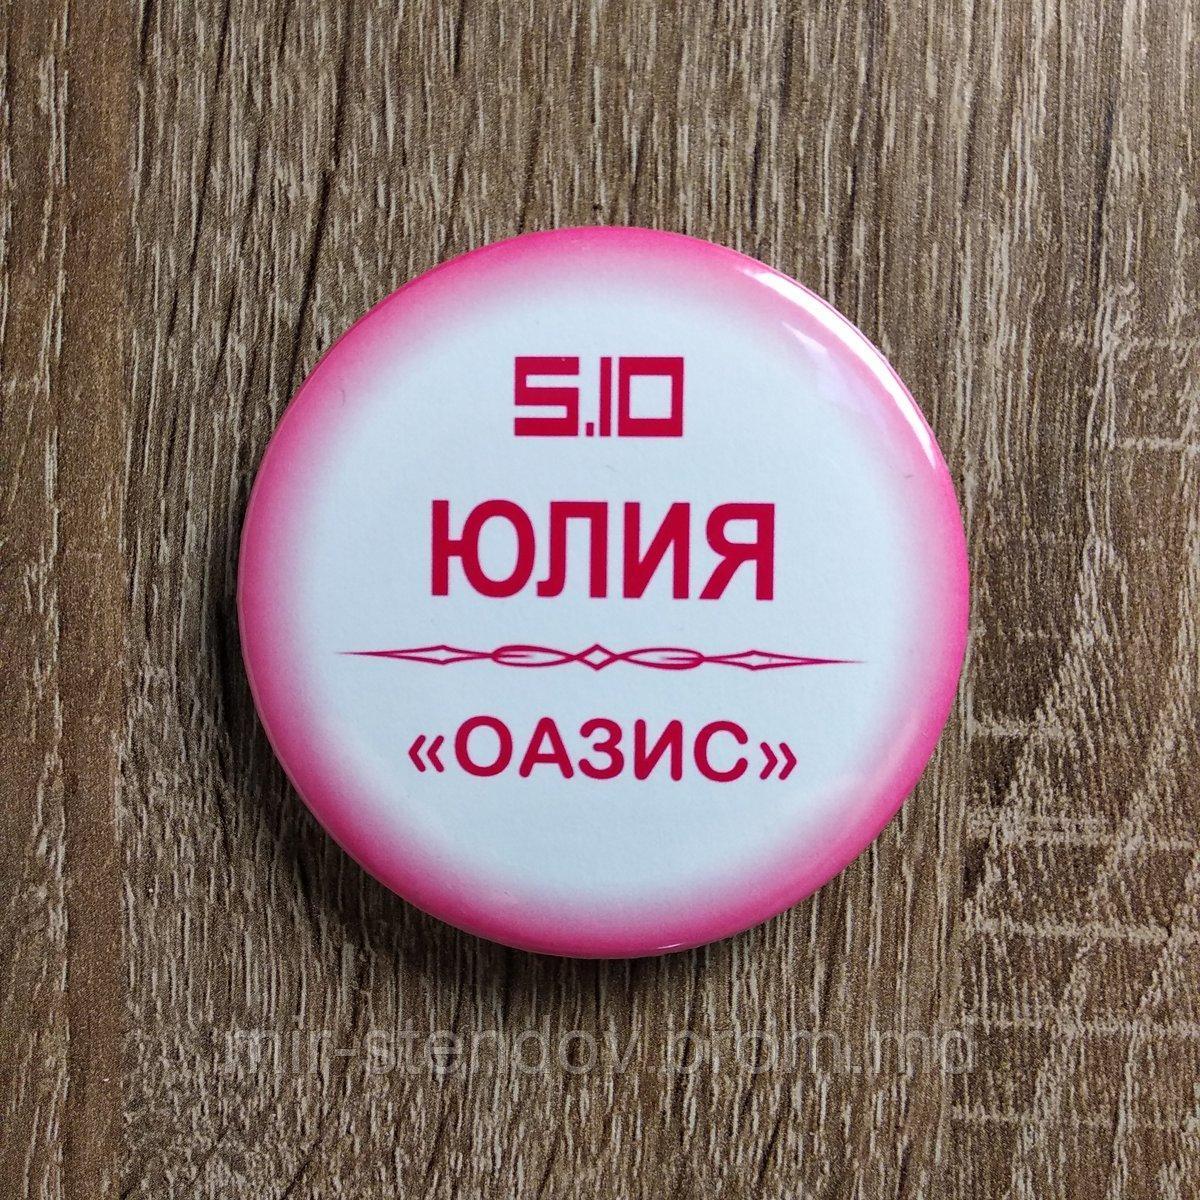 5.10
ЮЛИЯ
«ОАЗИС»
mir-stendov.prom.md